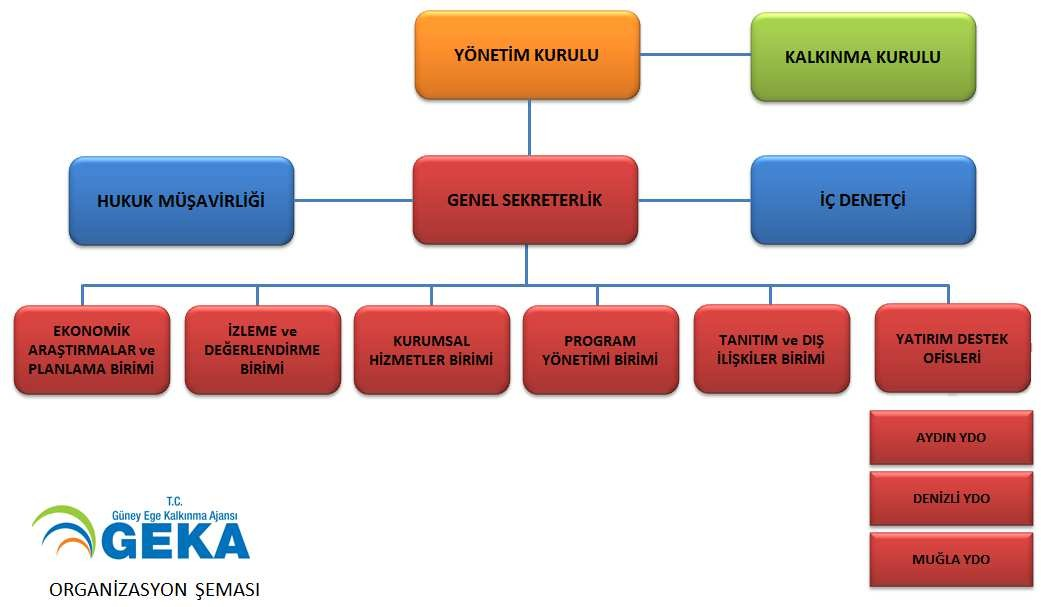 YÖNETİM KURULU
KALKINMA KURULU
HUKUK MÜŞAVİRLİĞİ
GENEL SEKRETERLİK
İÇ DENETÇİ
EKONOMİK
ARAŞTIRMALAR ve
PLANLAMA BİRİMİ
İZLEME ve
DEĞERLENDİRME
BİRİMİ
KURUMSAL
HİZMETLER BİRİMİ
PROGRAM
YÖNETİMİ BİRİMİ
TANITIM ve DIŞ
İLİŞKİLER BİRİMİ
YATIRIM DESTEK
OFİSLERİ
AYDIN YDO
DENİZLİ YDO
MUĞLA YDO
T.C.
Güney Ege Kalkınma Ajansı
GEKA
ORGANİZASYON ŞEMASI